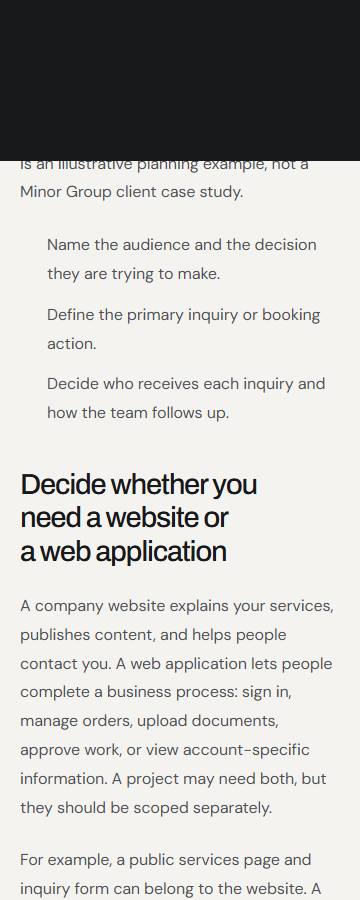 is an illustrative planning example, not a
Minor Group client case study.
Name the audience and the decision
they are trying to make.
Define the primary inquiry or booking
action.
Decide who receives each inquiry and
how the team follows up.
Decide whether you
need a website or
a web application
A company website explains your services,
publishes content, and helps people
contact you. A web application lets people
complete a business process: sign in,
manage orders, upload documents,
approve work, or view account-specific
information. A project may need both, but
they should be scoped separately.
For example, a public services page and
inquiry form can belong to the website. A